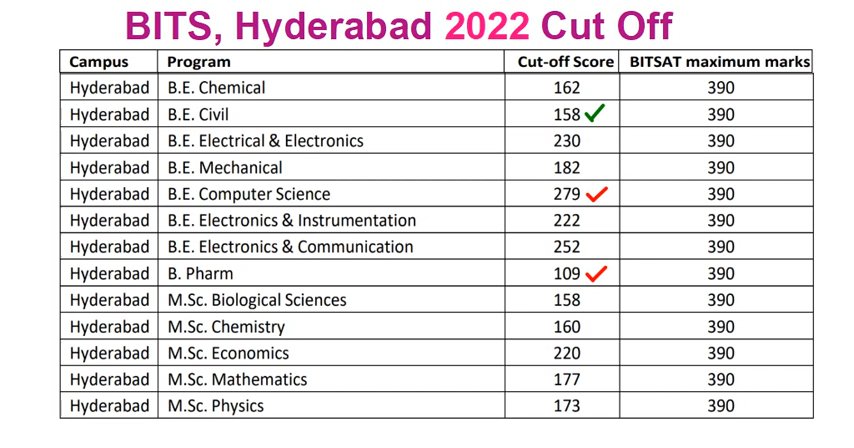 BITS, Hyderabad 2022 Cut Off
Campus Program Cut-off Score BITSAT maximum marks
Hyderabad B.E. Chemical 162 390
Hyderabad B.E. Civil 158 390
Hyderabad B.E. Electrical & Electronics 230 390
Hyderabad B.E. Mechanical 182 390
Hyderabad B.E. Computer Science 279 390
Hyderabad B.E. Electronics & Instrumentation 222 390
Hyderabad B.E. Electronics & Communication 252 390
Hyderabad B. Pharm 109 390
Hyderabad M.Sc. Biological Sciences 158 390
Hyderabad M.Sc. Chemistry 160 390
Hyderabad M.Sc. Economics 220 390
Hyderabad M.Sc. Mathematics 177 390
Hyderabad M.Sc. Physics 173 390